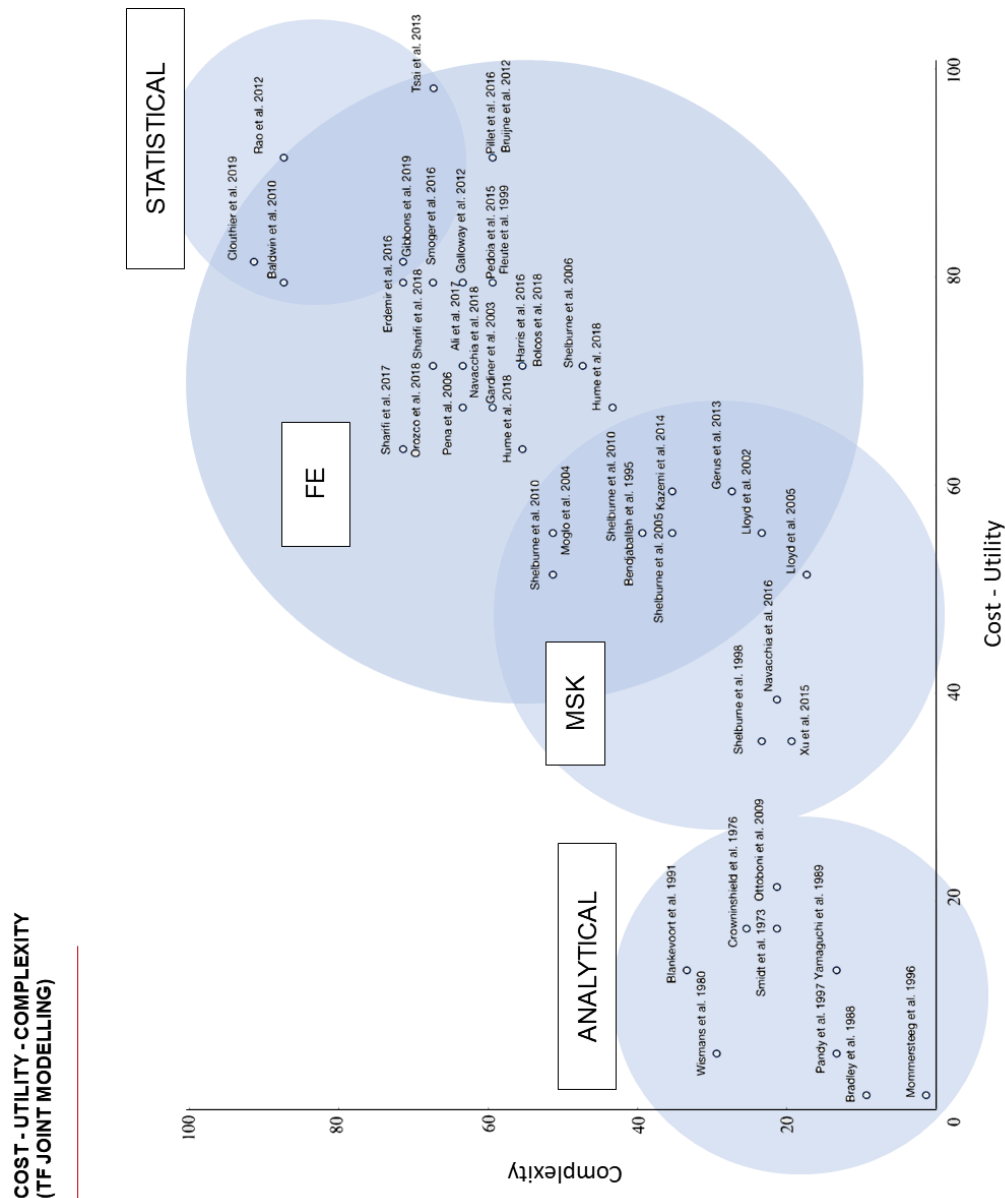 COST - UTILITY - COMPLEXITY
(TF JOINT MODELLING)
STATISTICAL
FE
MSK
ANALYTICAL
Clouthier et al. 2019
Rao et al. 2012
Baldwin et al. 2010
Tsai et al. 2013
Erdemir et al. 2016
Gibbons et al. 2019
Sharifi et al. 2017
Orozco et al. 2018
Sharifi et al. 2018
Smoger et al. 2016
Pena et al. 2006
Ali et al. 2017
Galloway et al. 2012
Navacchia et al. 2018
Gardiner et al. 2003
Pedoia et al. 2015
Fleute et al. 1999
Pillet et al. 2016
Bruijne et al. 2012
Hume et al. 2018
Harris et al. 2016
Bolcos et al. 2018
Shelburne et al. 2010
Moglo et al. 2004
Shelburne et al. 2006
Hume et al. 2018
Shelburne et al. 2010
Bendjaballah et al. 1995
Shelburne et al. 2005
Kazemi et al. 2014
Gerus et al. 2013
Lloyd et al. 2002
Lloyd et al. 2005
Shelburne et al. 1998
Navacchia et al. 2016
Xu et al. 2015
Blankevoort et al. 1991
Wismans et al. 1980
Crowninshield et al. 1976
Smidt et al. 1973
Ottoboni et al. 2009
Pandy et al. 1997
Yamaguchi et al. 1989
Bradley et al. 1988
Mommersteeg et al. 1996
100
80
60
40
20
Complexity
0
20
40
60
80
100
Cost - Utility